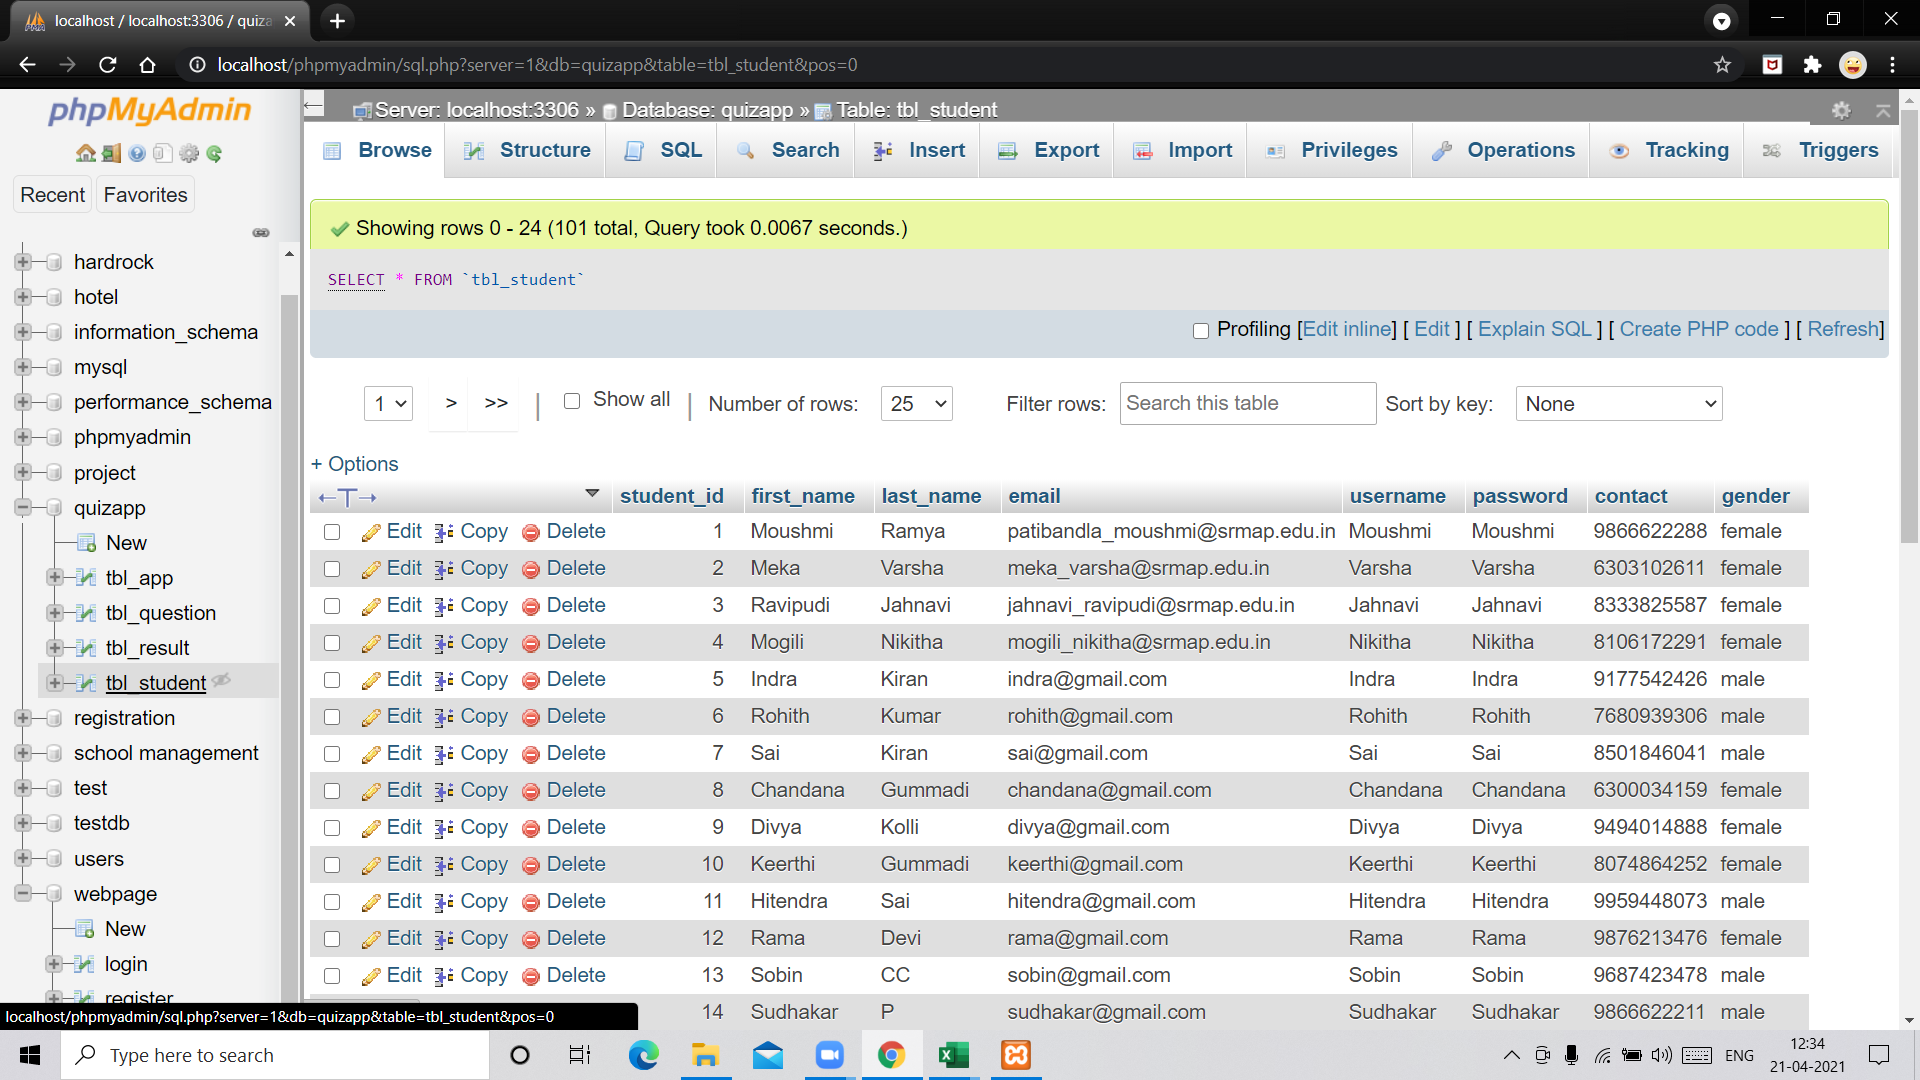 localhost / localhost:3306 / quiza
localhost/phpmyadmin/sql.php?server=1&db=quizapp&table=tbl_student&pos=0
phpMyAdmin
Recent Favorites
hardrock
hotel
information_schema
mysql
performance_schema
phpmyadmin
project
quizapp
New
tbl_app
tbl_question
tbl_result
tbl_student
registration
school management
test
testdb
users
webpage
New
login
register
localhost/phpmyadmin/sql.php?server=1&db=quizapp&table=tbl_student&pos=0
Server: localhost:3306 » Database: quizapp » Table: tbl_student
Browse Structure SQL Search Insert Export Import Privileges Operations Tracking Triggers
Showing rows 0 - 24 (101 total, Query took 0.0067 seconds.)
SELECT * FROM `tbl_student`
Profiling [Edit inline] [ Edit ] [ Explain SQL ] [ Create PHP code ] [ Refresh]
1 > >> | Show all | Number of rows: 25 Filter rows: Search this table Sort by key: None
+ Options
←T→ student_id first_name last_name email username password contact gender
Edit Copy Delete 1 Moushmi Ramya patibandla_moushmi@srmap.edu.in Moushmi Moushmi 9866622288 female
Edit Copy Delete 2 Meka Varsha meka_varsha@srmap.edu.in Varsha Varsha 6303102611 female
Edit Copy Delete 3 Ravipudi Jahnavi jahnavi_ravipudi@srmap.edu.in Jahnavi Jahnavi 8333825587 female
Edit Copy Delete 4 Mogili Nikitha mogili_nikitha@srmap.edu.in Nikitha Nikitha 8106172291 female
Edit Copy Delete 5 Indra Kiran indra@gmail.com Indra Indra 9177542426 male
Edit Copy Delete 6 Rohith Kumar rohith@gmail.com Rohith Rohith 7680939306 male
Edit Copy Delete 7 Sai Kiran sai@gmail.com Sai Sai 8501846041 male
Edit Copy Delete 8 Chandana Gummadi chandana@gmail.com Chandana Chandana 6300034159 female
Edit Copy Delete 9 Divya Kolli divya@gmail.com Divya Divya 9494014888 female
Edit Copy Delete 10 Keerthi Gummadi keerthi@gmail.com Keerthi Keerthi 8074864252 female
Edit Copy Delete 11 Hitendra Sai hitendra@gmail.com Hitendra Hitendra 9959448073 male
Edit Copy Delete 12 Rama Devi rama@gmail.com Rama Rama 9876213476 female
Edit Copy Delete 13 Sobin CC sobin@gmail.com Sobin Sobin 9687423478 male
14 Sudhakar P sudhakar@gmail.com Sudhakar Sudhakar 9866622211 male
Type here to search
ENG
12:34
21-04-2021